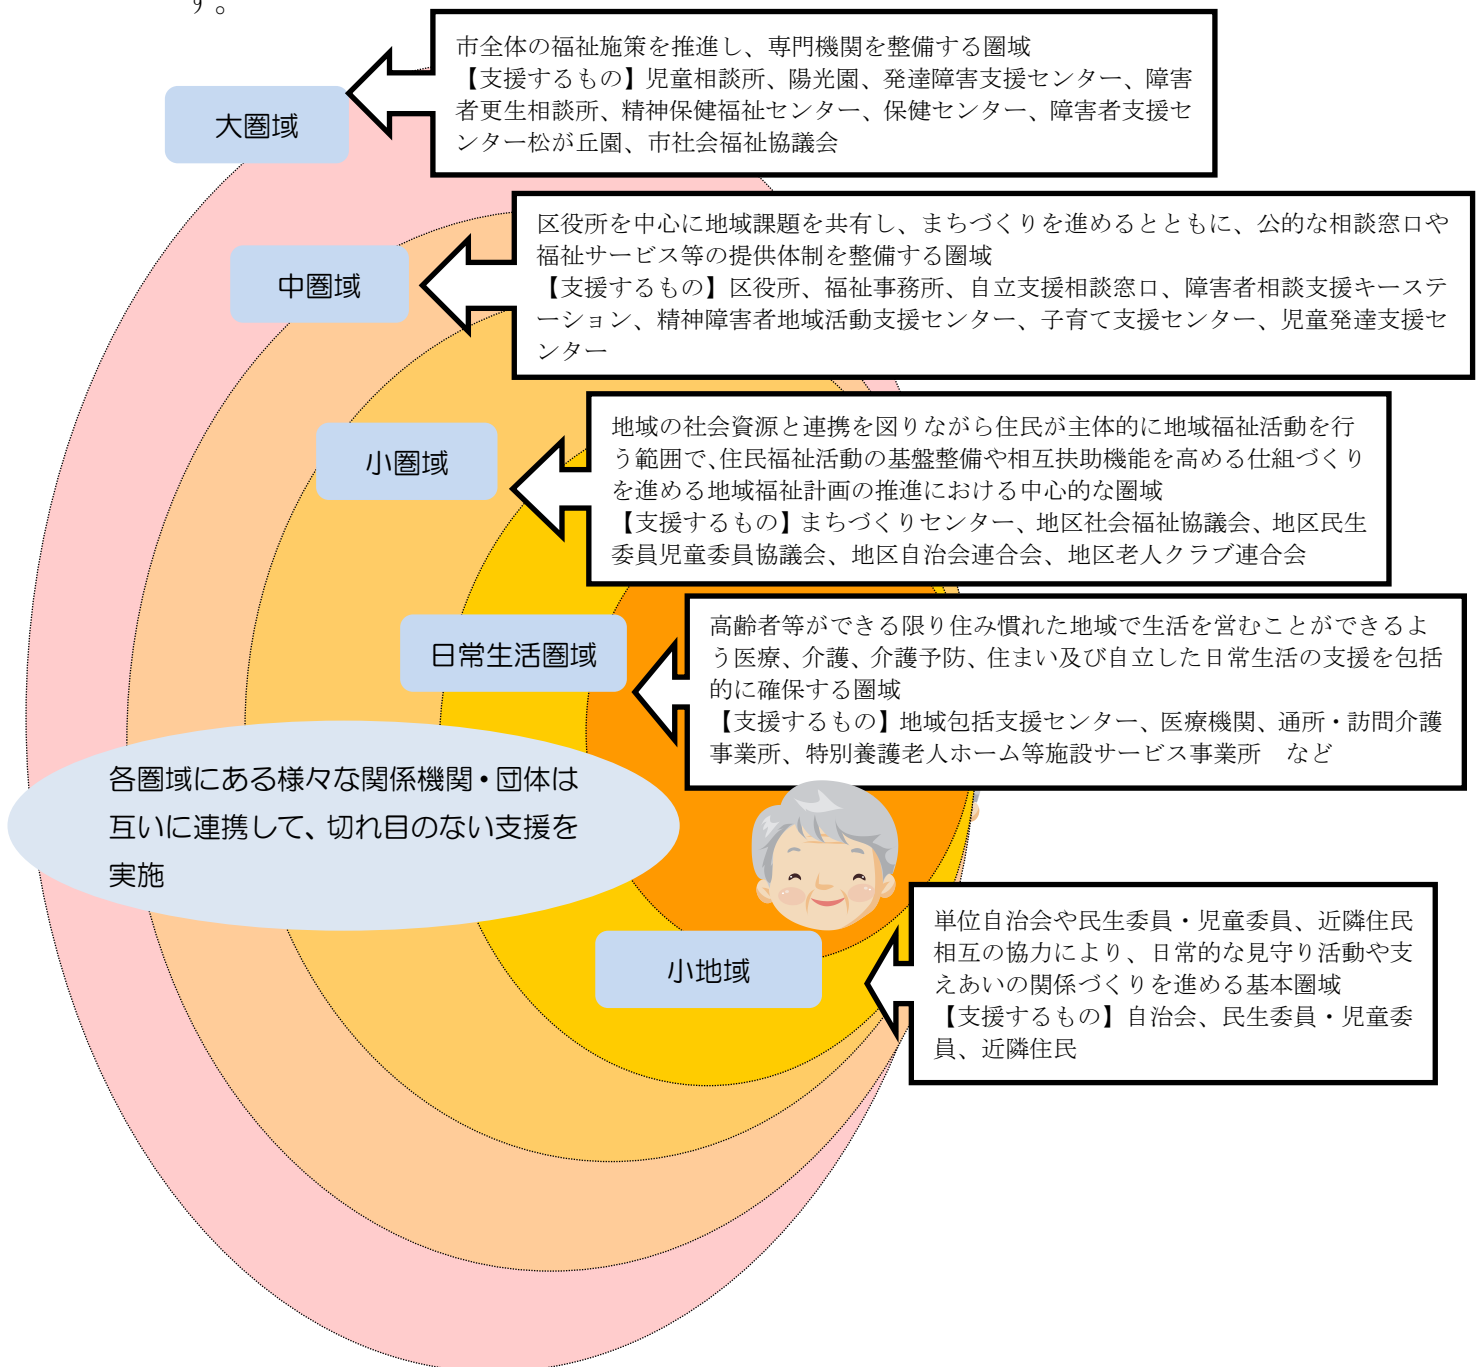 す。
大圏域
市全体の福祉施策を推進し、専門機関を整備する圏域
【支援するもの】児童相談所、陽光園、発達障害支援センター、障害
者更生相談所、精神保健福祉センター、保健センター、障害者支援セ
ンター松が丘園、市社会福祉協議会
中圏域
区役所を中心に地域課題を共有し、まちづくりを進めるとともに、公的な相談窓口や
福祉サービス等の提供体制を整備する圏域
【支援するもの】区役所、福祉事務所、自立支援相談窓口、障害者相談支援キーステ
ーション、精神障害者地域活動支援センター、子育て支援センター、児童発達支援セ
ンター
小圏域
地域の社会資源と連携を図りながら住民が主体的に地域福祉活動を行
う範囲で、住民福祉活動の基盤整備や相互扶助機能を高める仕組づくり
を進める地域福祉計画の推進における中心的な圏域
【支援するもの】まちづくりセンター、地区社会福祉協議会、地区民生
委員児童委員協議会、地区自治会連合会、地区老人クラブ連合会
日常生活圏域
高齢者等ができる限り住み慣れた地域で生活を営むことができるよ
う医療、介護、介護予防、住まい及び自立した日常生活の支援を包括
的に確保する圏域
【支援するもの】地域包括支援センター、医療機関、通所・訪問介護
事業所、特別養護老人ホーム等施設サービス事業所　など
各圏域にある様々な関係機関・団体は
互いに連携して、切れ目のない支援を
実施
小地域
単位自治会や民生委員・児童委員、近隣住民
相互の協力により、日常的な見守り活動や支
えあいの関係づくりを進める基本圏域
【支援するもの】自治会、民生委員・児童委
員、近隣住民